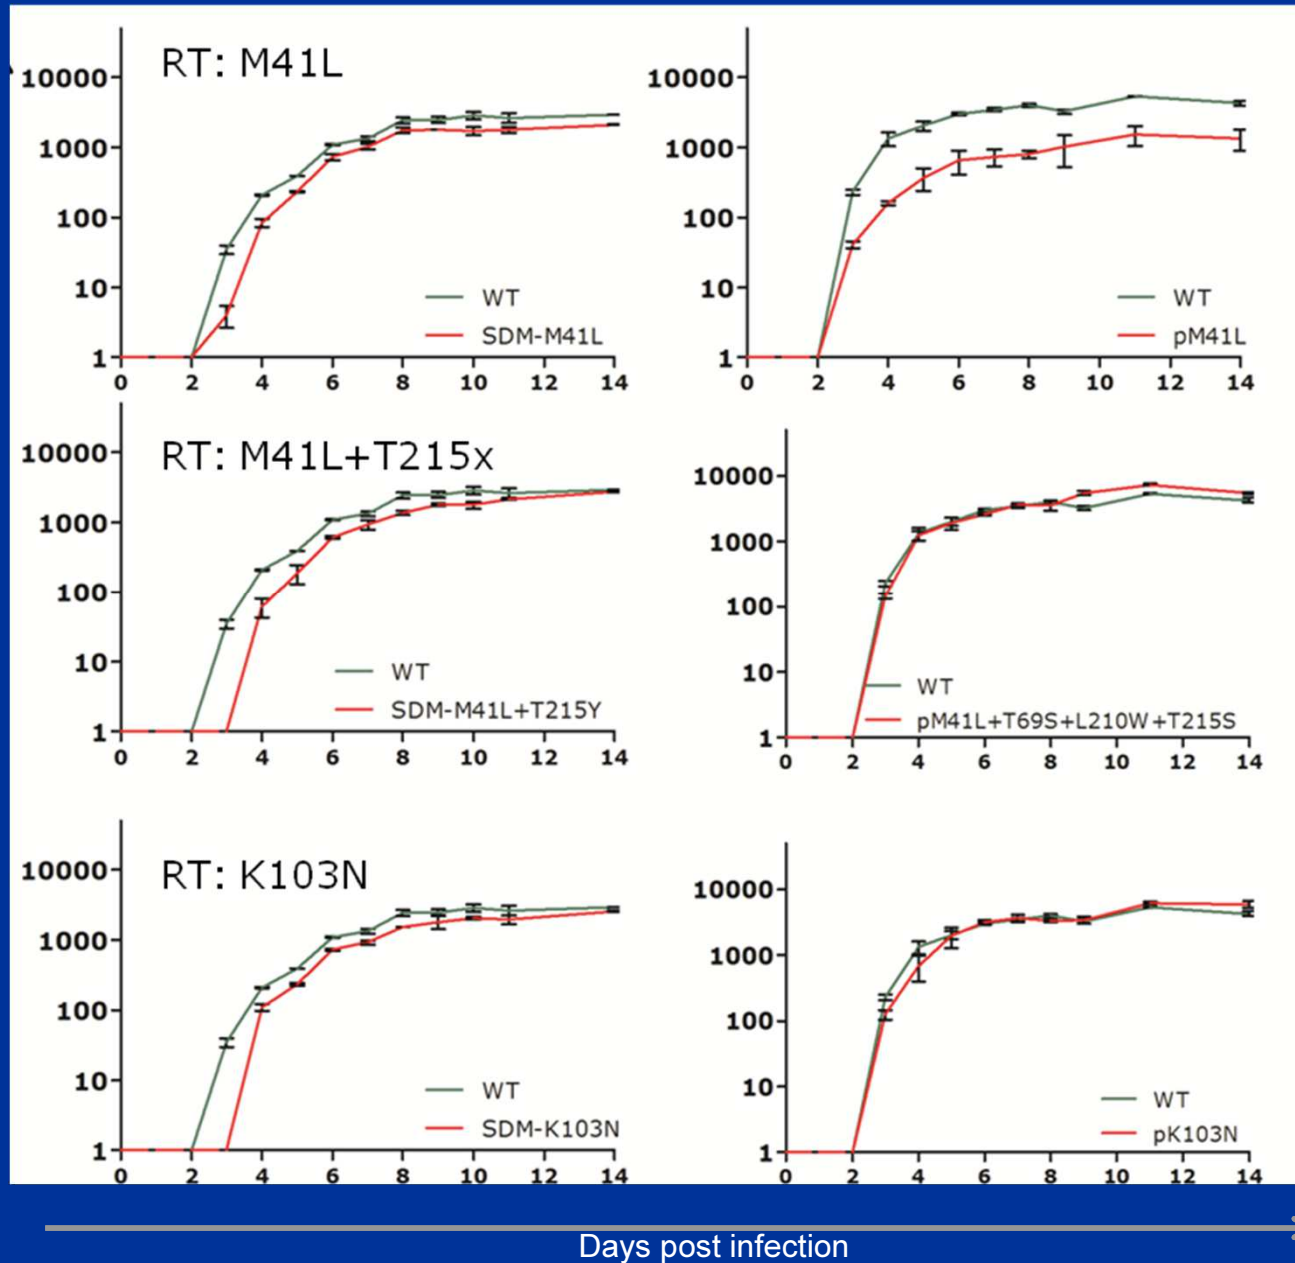 RT: M41L
10000
1000
100
10
1
WT
SDM-M41L
0 2 4 6 8 10 12 14
10000
1000
100
10
1
WT
pM41L
0 2 4 6 8 10 12 14
RT: M41L+T215x
10000
1000
100
10
1
WT
SDM-M41L+T215Y
0 2 4 6 8 10 12 14
10000
1000
100
10
1
WT
pM41L+T69S+L210W+T215S
0 2 4 6 8 10 12 14
RT: K103N
10000
1000
100
10
1
WT
SDM-K103N
0 2 4 6 8 10 12 14
10000
1000
100
10
1
WT
pK103N
0 2 4 6 8 10 12 14
Days post infection